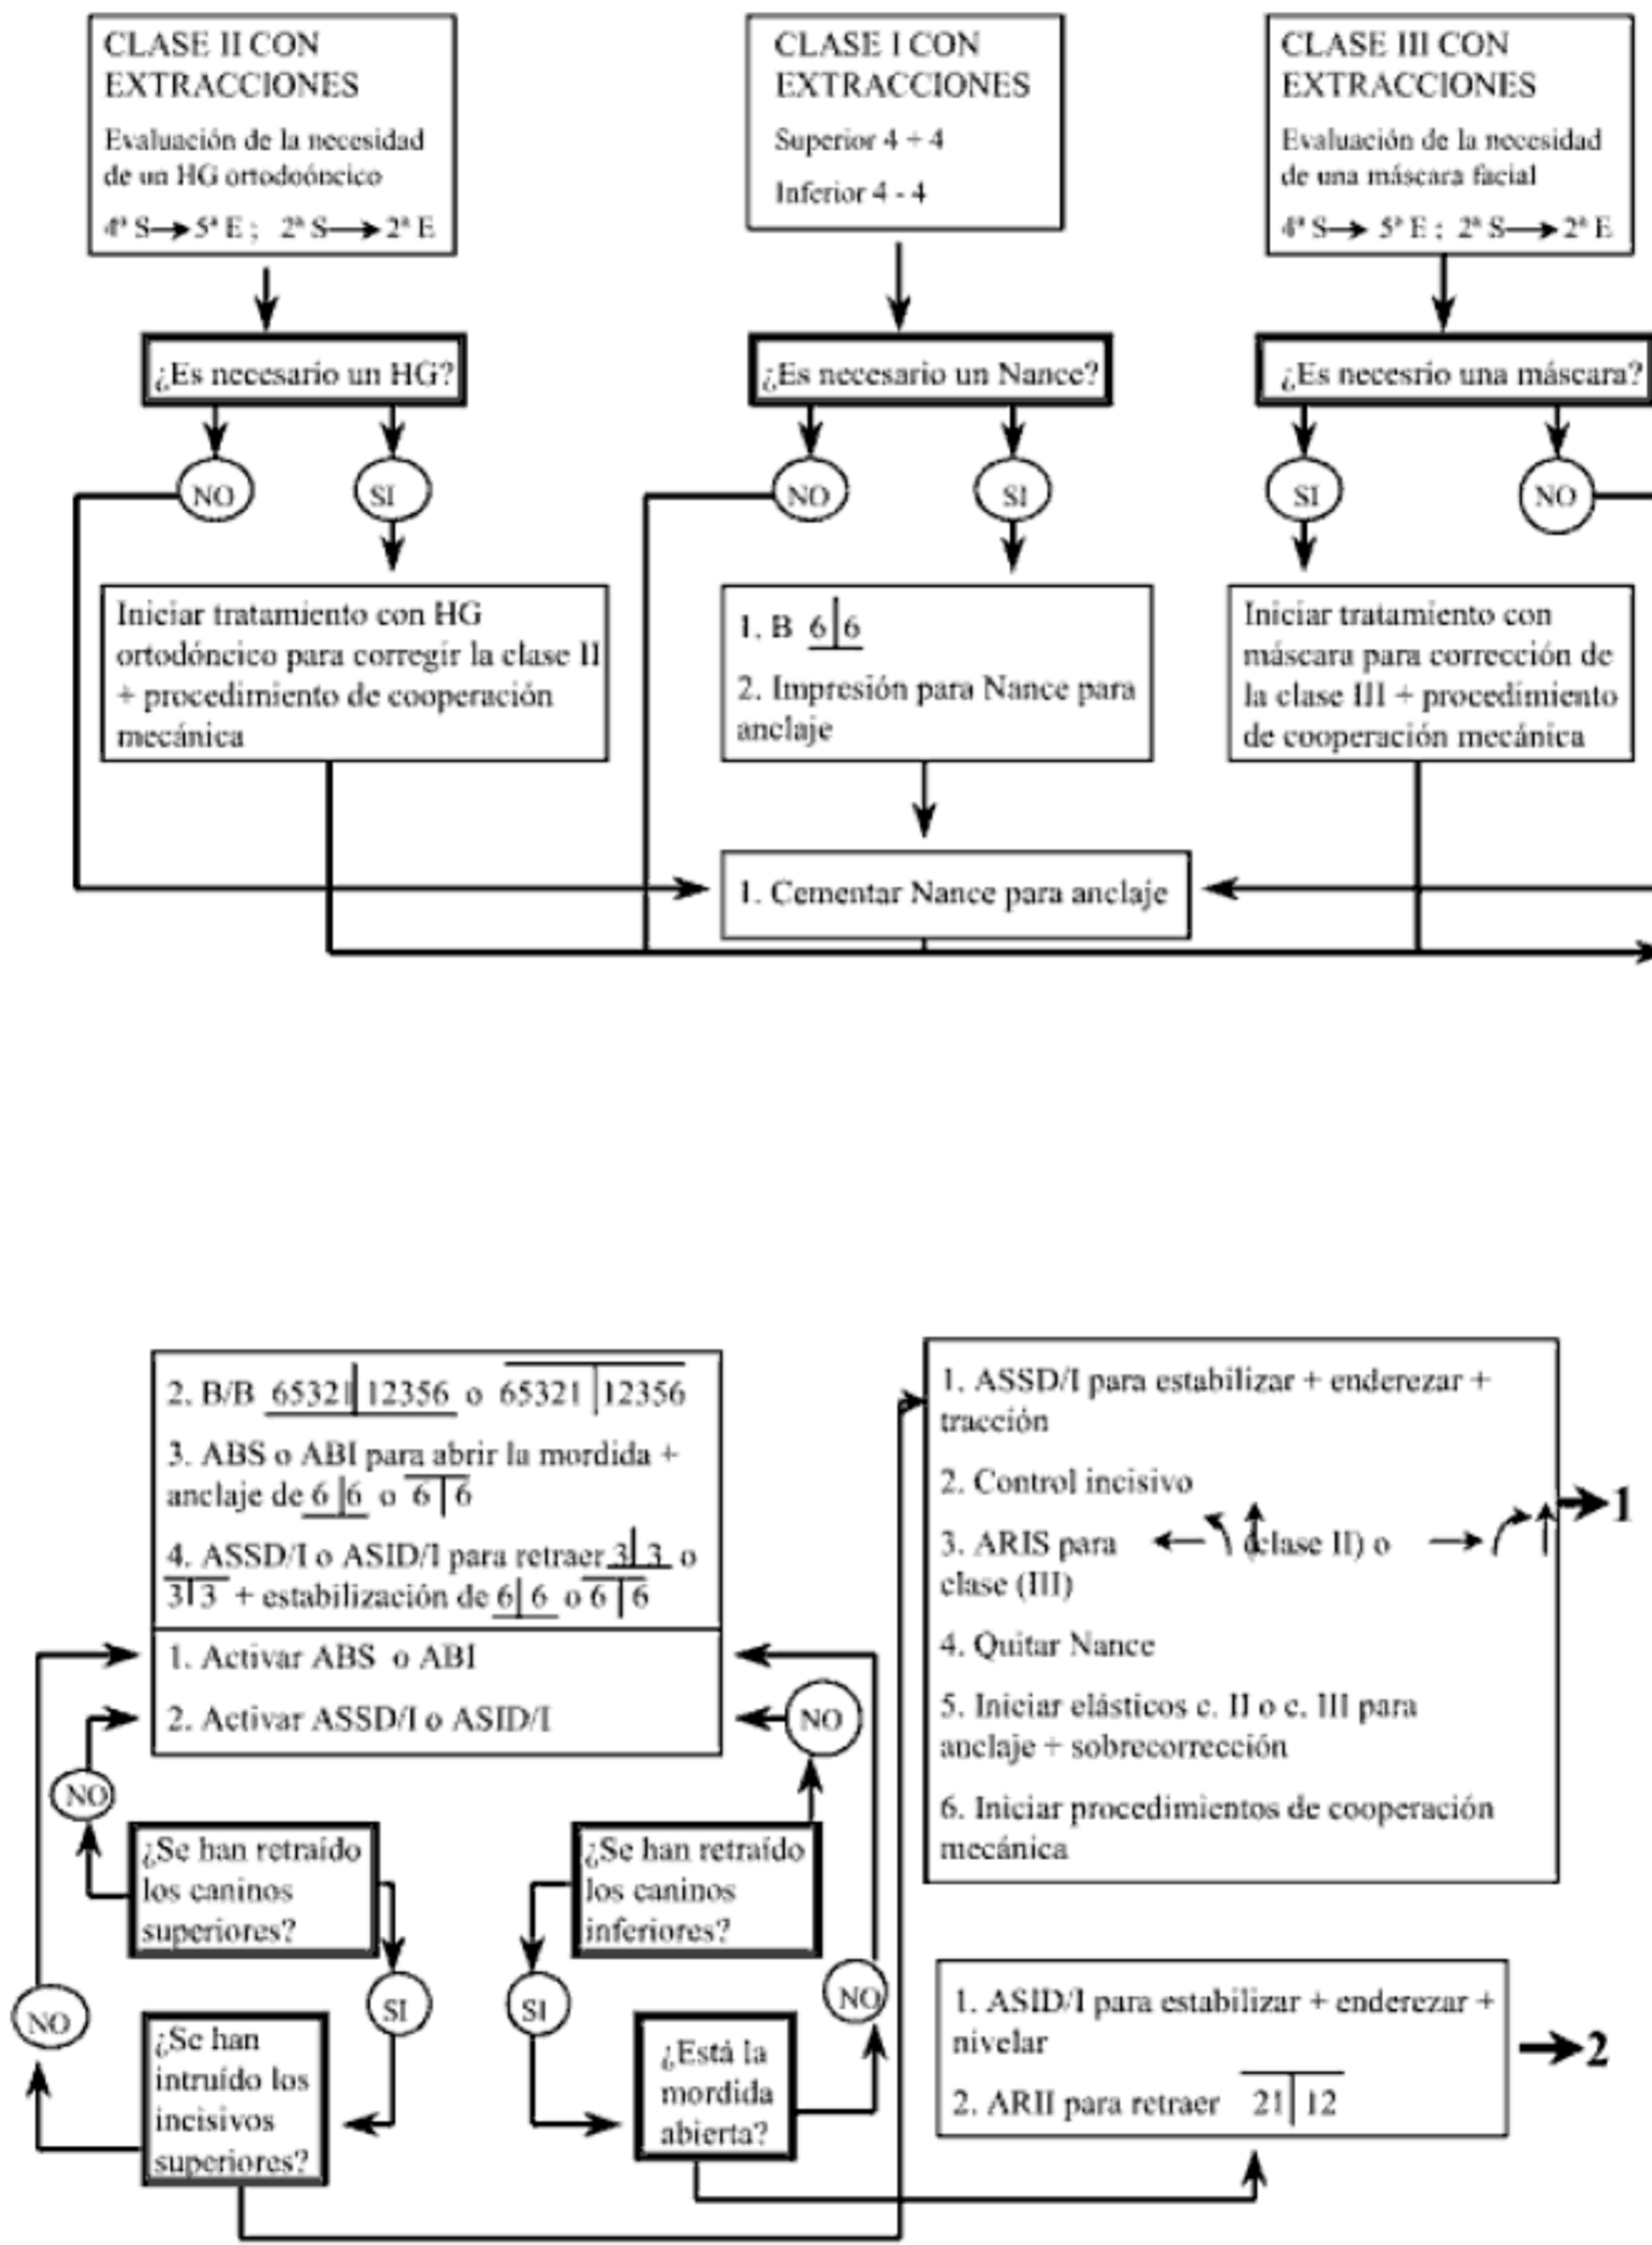 CLASE II CON
EXTRACCIONES
Evaluación de la necesidad
de un HG ortodoóncico
4ª S→5ª E ; 2ª S→2ª E
CLASE I CON
EXTRACCIONES
Superior 4 + 4
Inferior 4 - 4
CLASE III CON
EXTRACCIONES
Evaluación de la necesidad
de una máscara facial
4ª S→ 5ª E ; 2ª S→2ª E
¿Es necesario un HG?
¿Es necesario un Nance?
¿Es necesrio una máscara?
NO
SI
NO
SI
SI
NO
Iniciar tratamiento con HG
ortodóncico para corregir la clase II
+ procedimiento de cooperación
mecánica
1. B 6|6
2. Impresión para Nance para
anclaje
Iniciar tratamiento con
máscara para corrección de
la clase III + procedimiento
de cooperación mecánica
1. Cementar Nance para anclaje
2. B/B 65321|12356 o 65321|12356
3. ABS o ABI para abrir la mordida +
anclaje de 6|6 o 6|6
4. ASSD/I o ASID/I para retraer 3|3 o
3|3 + estabilización de 6|6 o 6|6
1. Activar ABS o ABI
2. Activar ASSD/I o ASID/I
NO
NO
¿Se han retraído
los caninos
superiores?
¿Se han retraído
los caninos
inferiores?
NO
SI
SI
NO
¿Se han
intruído los
incisivos
superiores?
¿Está la
mordida
abierta?
1. ASSD/I para estabilizar + enderezar +
tracción
2. Control incisivo
3. ARIS para ← ↑ (clase II) o → ↑
clase (III)
4. Quitar Nance
5. Iniciar elásticos c. II o c. III para
anclaje + sobrecorrección
6. Iniciar procedimientos de cooperación
mecánica
1
1. ASID/I para estabilizar + enderezar +
nivelar
2. ARII para retraer 21|12
2